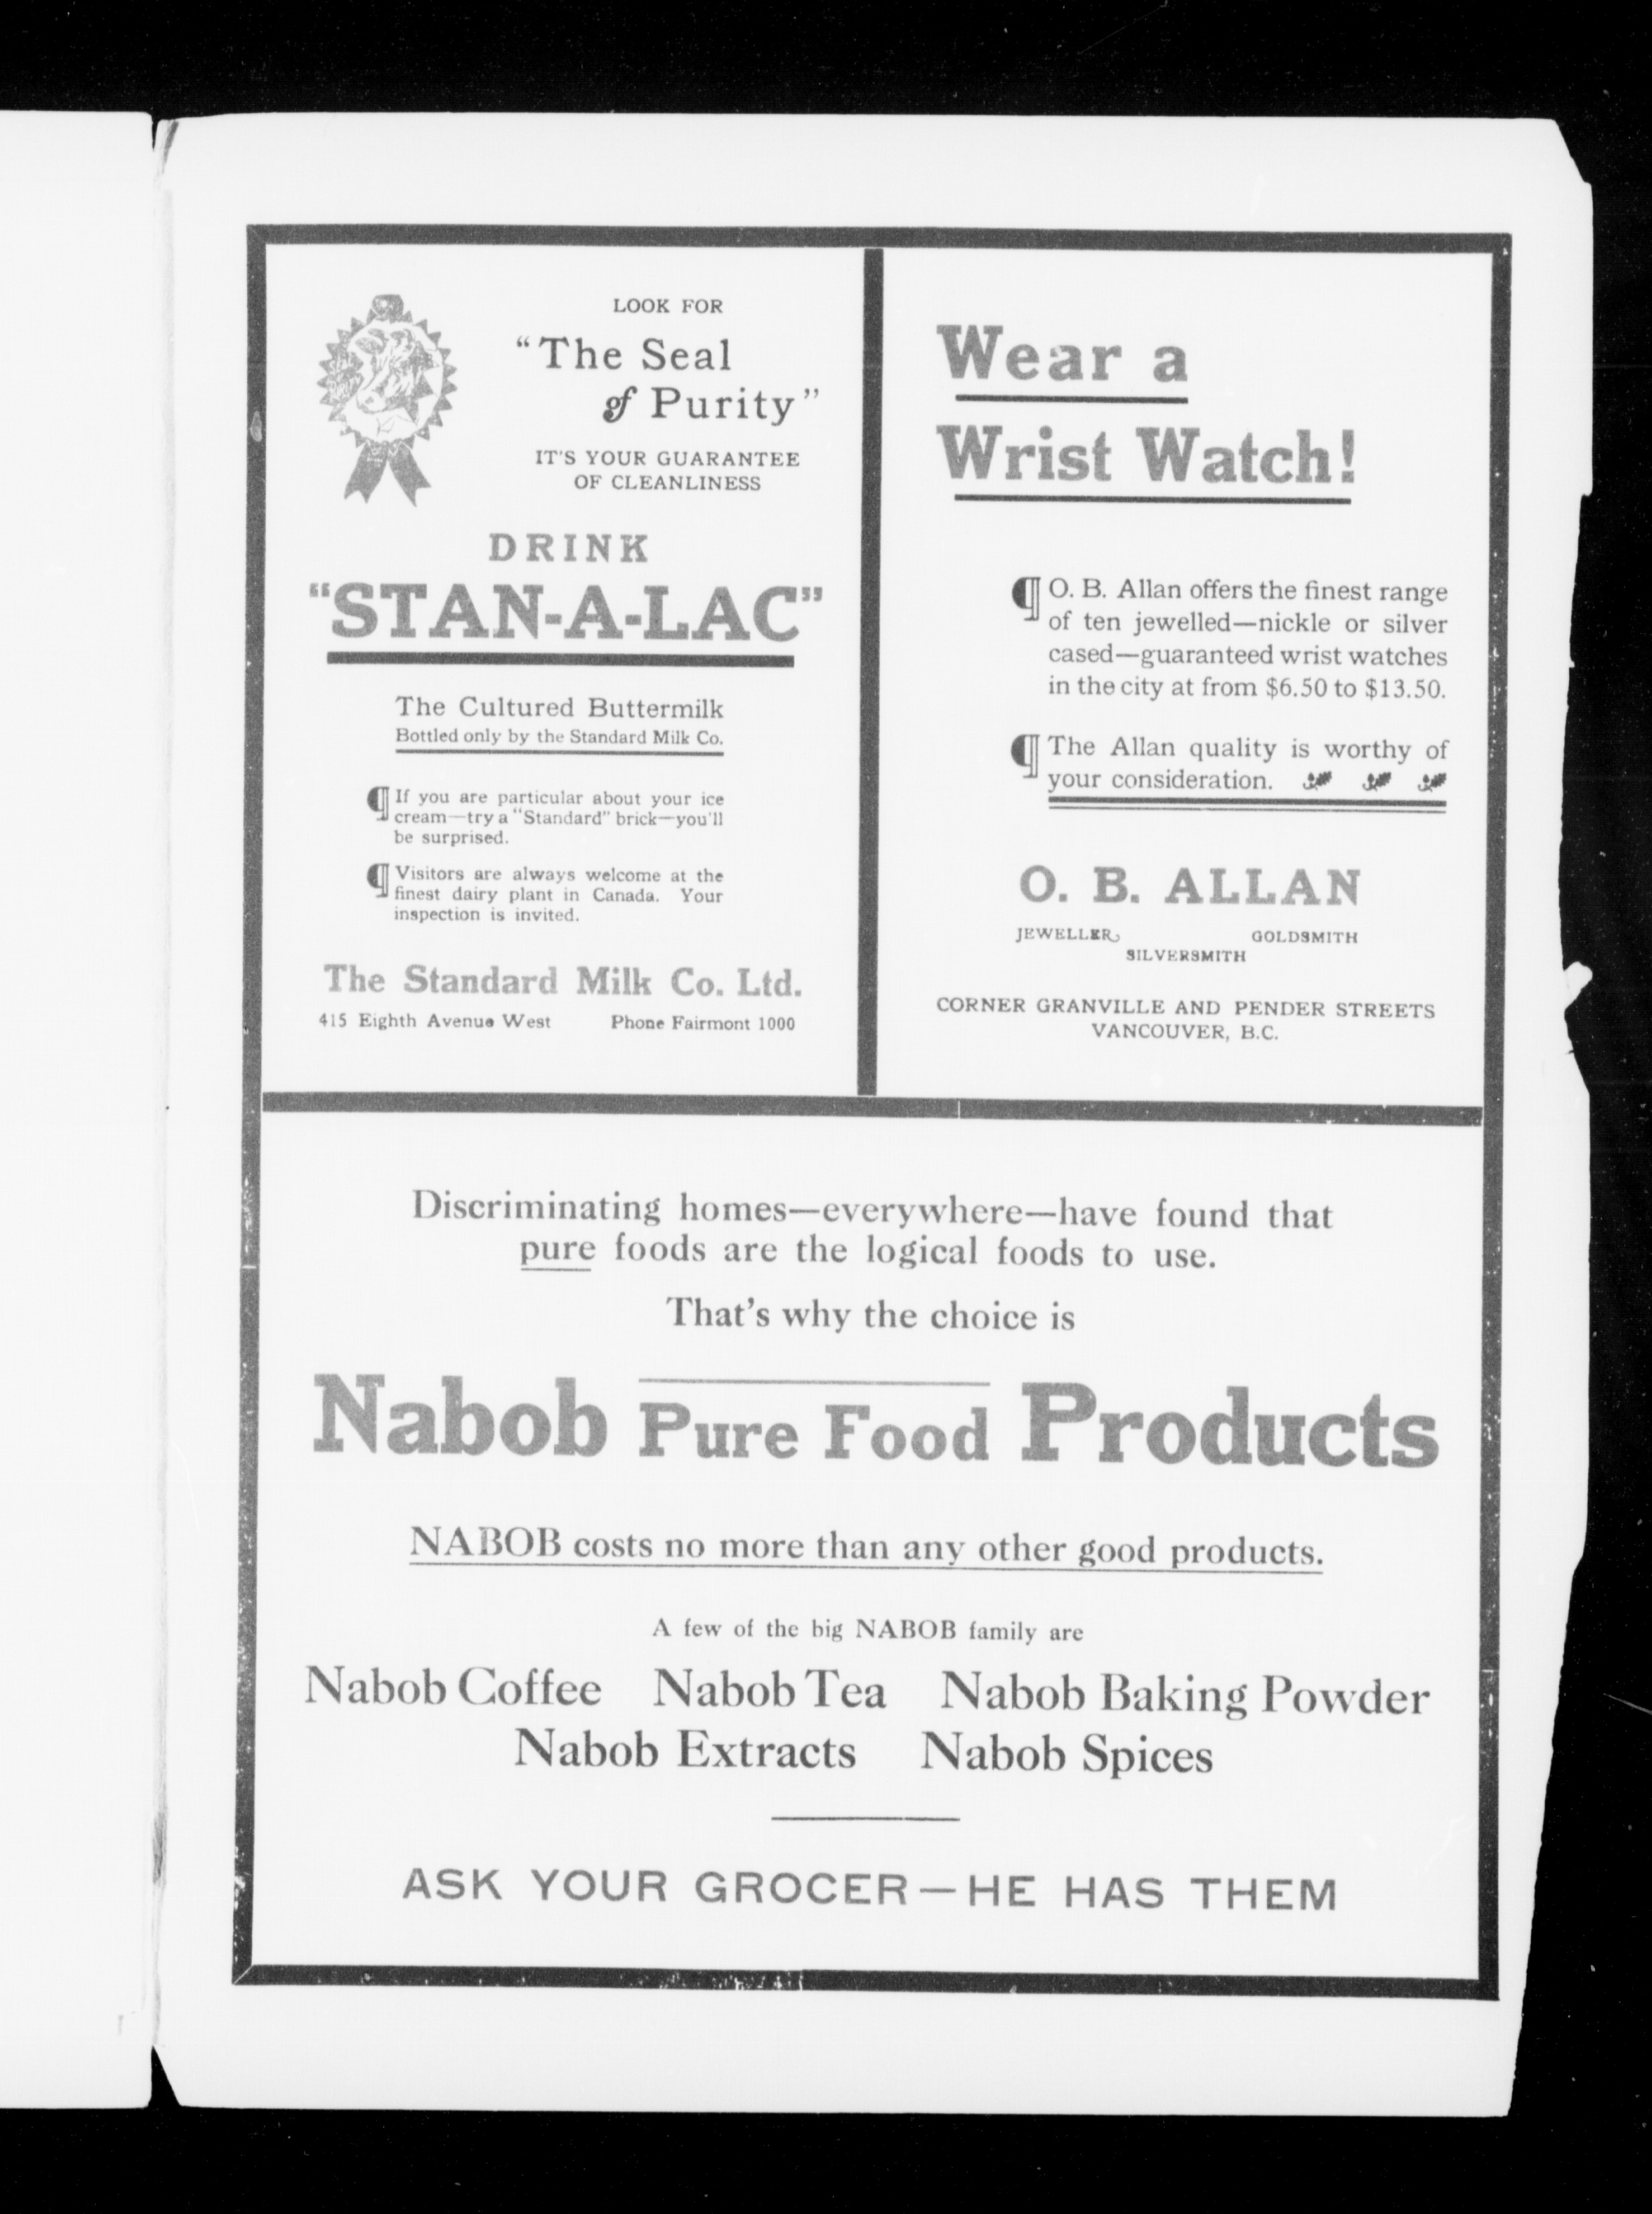 LOOK FOR
"The Seal
of Purity"
IT'S YOUR GUARANTEE
OF CLEANLINESS
DRINK
"STAN-A-LAC"
The Cultured Buttermilk
Bottled only by the Standard Milk Co.
¶ If you are particular about your ice
cream—try a "Standard" brick—you'll
be surprised.
¶ Visitors are always welcome at the
finest dairy plant in Canada. Your
inspection is invited.
The Standard Milk Co. Ltd.
415 Eighth Avenue West Phone Fairmont 1000
Wear a
Wrist Watch!
¶ O. B. Allan offers the finest range
of ten jewelled—nickle or silver
cased—guaranteed wrist watches
in the city at from $6.50 to $13.50.
¶ The Allan quality is worthy of
your consideration.
O. B. ALLAN
JEWELLER GOLDSMITH
SILVERSMITH
CORNER GRANVILLE AND PENDER STREETS
VANCOUVER, B.C.
Discriminating homes—everywhere—have found that
pure foods are the logical foods to use.
That's why the choice is
Nabob Pure Food Products
NABOB costs no more than any other good products.
A few of the big NABOB family are
Nabob Coffee Nabob Tea Nabob Baking Powder
Nabob Extracts Nabob Spices
ASK YOUR GROCER—HE HAS THEM